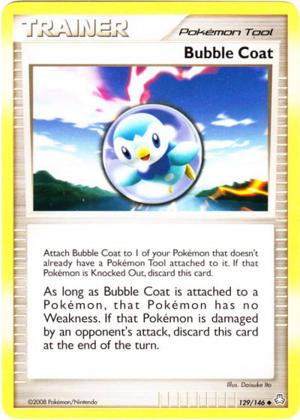 TRAINER
Pokémon Tool
Bubble Coat
Illus. Daisuke Ito
Attach Bubble Coat to 1 of your Pokémon that doesn't
already have a Pokémon Tool attached to it. If that
Pokémon is Knocked Out, discard this card.
As long as Bubble Coat is attached to a
Pokémon, that Pokémon has no
Weakness. If that Pokémon is damaged
by an opponent's attack, discard this card
at the end of the turn.
©2008 Pokémon/Nintendo
129/146